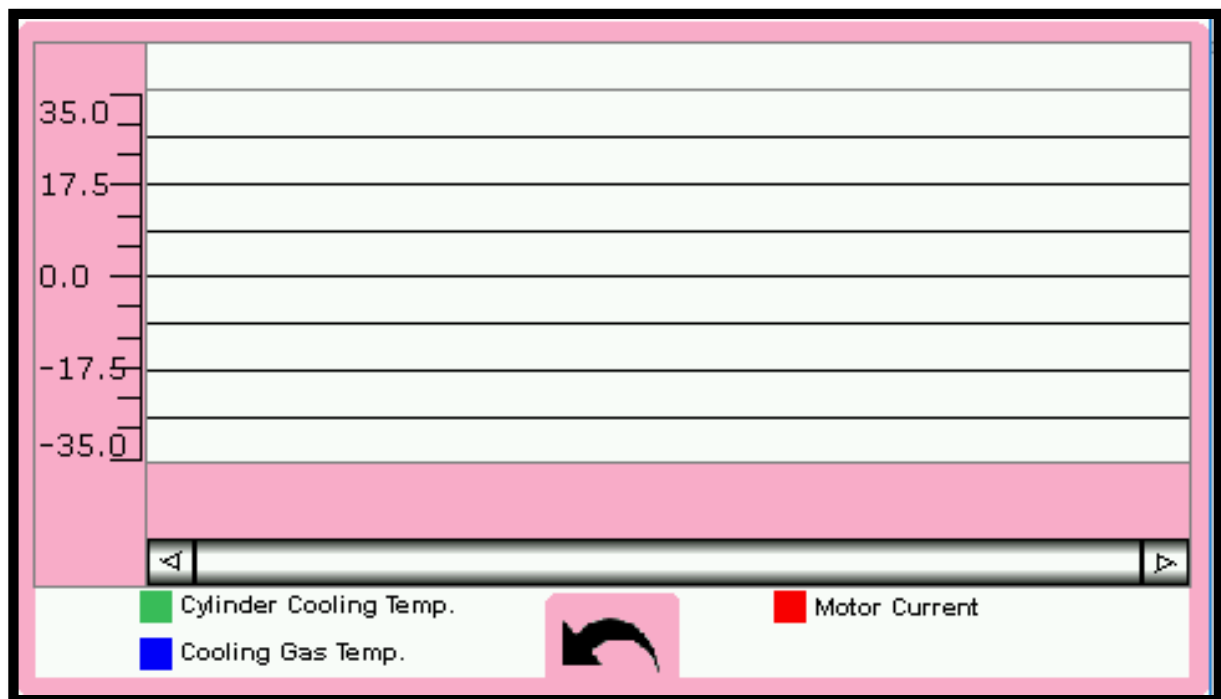 35.0
17.5
0.0
-17.5
-35.0
Cylinder Cooling Temp.
Motor Current
Cooling Gas Temp.